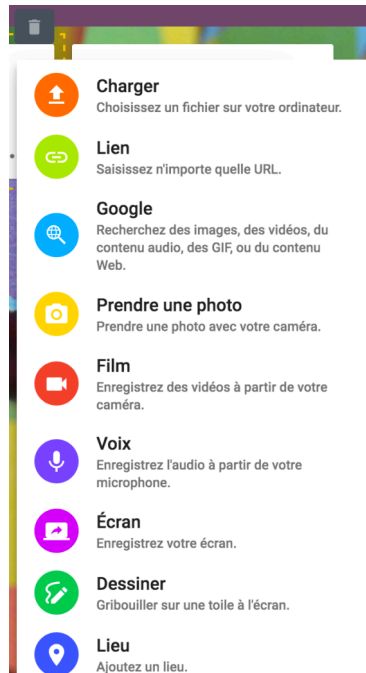 Charger
Choisissez un fichier sur votre ordinateur.
Lien
Saisissez n'importe quelle URL.
Google
Recherchez des images, des vidéos, du
contenu audio, des GIF, ou du contenu
Web.
Prendre une photo
Prendre une photo avec votre caméra.
Film
Enregistrez des vidéos à partir de votre
caméra.
Voix
Enregistrez l'audio à partir de votre
microphone.
Écran
Enregistrez votre écran.
Dessiner
Gribouiller sur une toile à l'écran.
Lieu
Ajoutez un lieu.